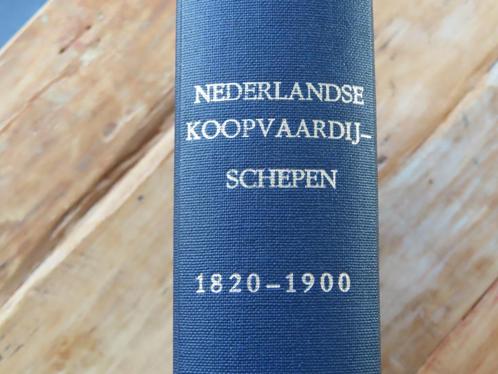 NEDERLANDSE
KOOPVAARDIJ–
SCHEPEN
1820–1900